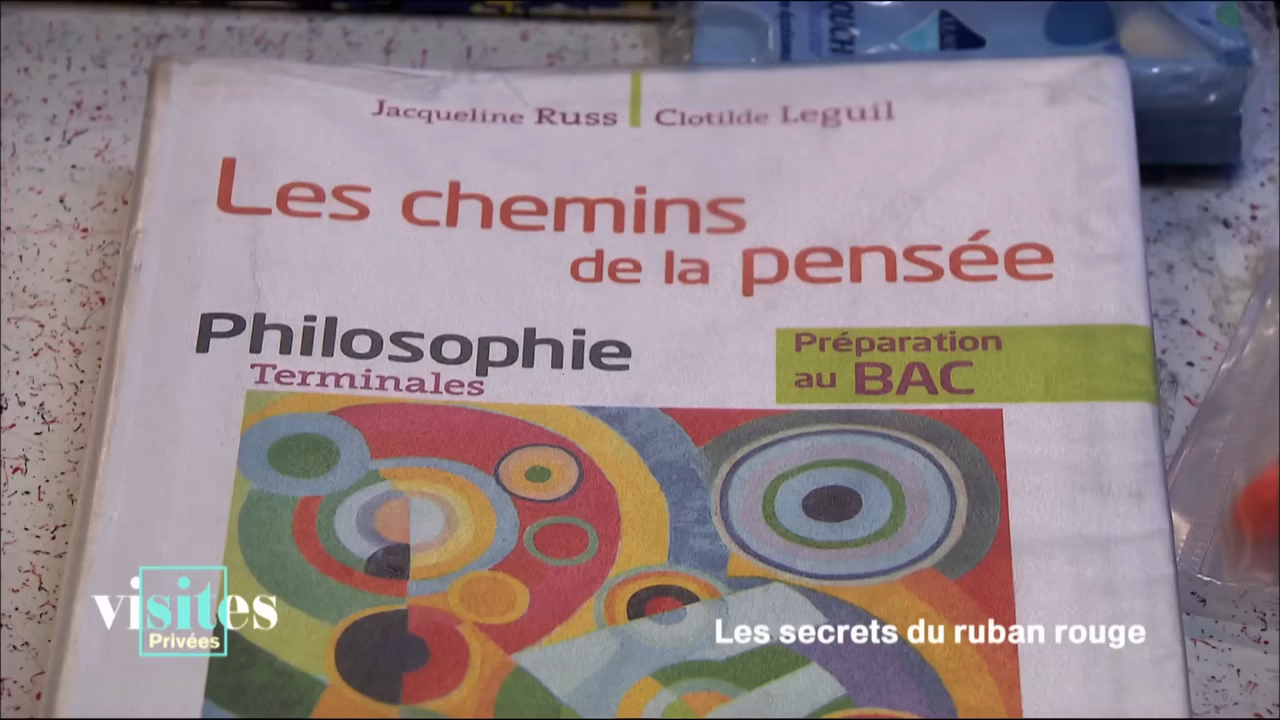 Jacqueline Russ | Clotilde Leguil
Les chemins
de la pensée
Philosophie
Terminales
Préparation
au BAC
visites
Privées
Les secrets du ruban rouge